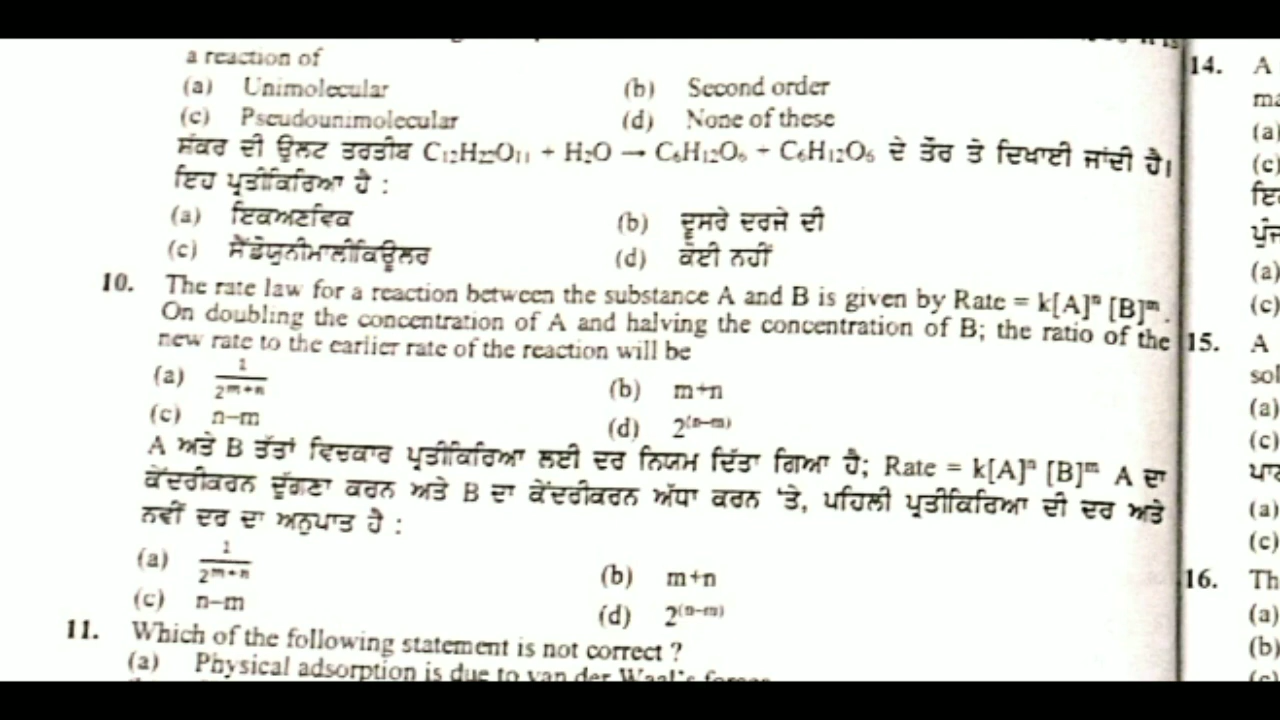 a reaction of
(a) Unimolecular (b) Second order
(c) Pseudounimolecular (d) None of these
ਸ਼ੱਕਰ ਦੀ ਉਲਟ ਤਰਤੀਬ C₁₂H₂₂O₁₁ + H₂O → C₆H₁₂O₆ + C₆H₁₂O₆ ਦੇ ਤੌਰ ਤੇ ਦਿਖਾਈ ਜਾਂਦੀ ਹੈ।
ਇਹ ਪ੍ਰਤੀਕਿਰਿਆ ਹੈ :
(a) ਇਕਅਣਵਿਕ (b) ਦੂਸਰੇ ਦਰਜੇ ਦੀ
(c) ਸੈਂਡੋਯੂਨੀਮਾਲੀਕਿਊਲਰ (d) ਕੋਈ ਨਹੀਂ
10. The rate law for a reaction between the substance A and B is given by Rate = k[A]ⁿ [B]ᵐ.
On doubling the concentration of A and halving the concentration of B; the ratio of the
new rate to the earlier rate of the reaction will be
(a) 1/2^(m+n) (b) m+n
(c) n–m (d) 2^(n–m)
A ਅਤੇ B ਤੱਤਾਂ ਵਿਚਕਾਰ ਪ੍ਰਤੀਕਿਰਿਆ ਲਈ ਦਰ ਨਿਯਮ ਦਿੱਤਾ ਗਿਆ ਹੈ; Rate = k[A]ⁿ [B]ᵐ A ਦਾ
ਕੇਂਦਰੀਕਰਨ ਦੁੱਗਣਾ ਕਰਨ ਅਤੇ B ਦਾ ਕੇਂਦਰੀਕਰਨ ਅੱਧਾ ਕਰਨ 'ਤੇ, ਪਹਿਲੀ ਪ੍ਰਤੀਕਿਰਿਆ ਦੀ ਦਰ ਅਤੇ
ਨਵੀਂ ਦਰ ਦਾ ਅਨੁਪਾਤ ਹੈ :
(a) 1/2^(m+n) (b) m+n
(c) n–m (d) 2^(n–m)
11. Which of the following statement is not correct ?
(a) Physical adsorption is due to van der Waal's forces
14. A
(a)
(c)
(a)
(c)
15. A
(a)
(c)
(a)
(c)
16. Th
(a)
(b)